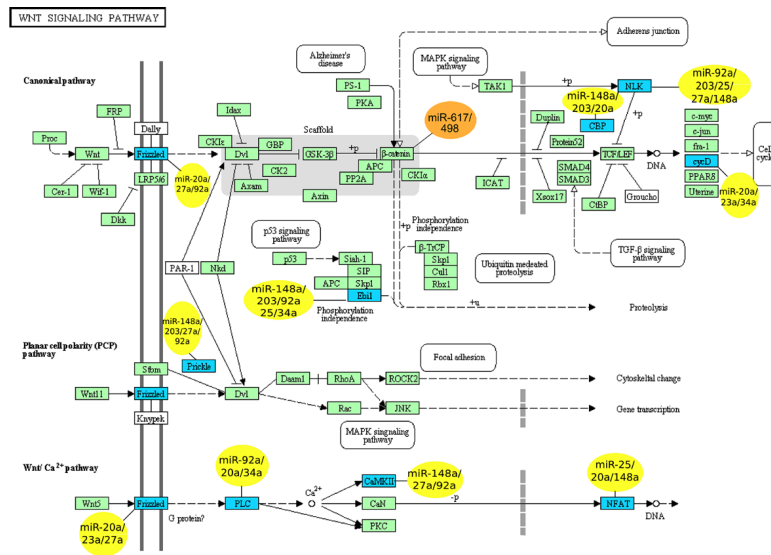 WNT SIGNALING PATHWAY
Adherens junction
Alzheimer's
disease
MAPK signaling
pathway
TAK1
+p
NLK
miR-92a/
203/25/
27a/148a
Canonical pathway
PS-1
PKA
miR-617/
498
miR-148a/
203/20a
CBP
+p
FRP
Dally
Idax
Scaffold
Duplin
Protein52
c-myc
c-jun
fra-1
cycD
PPARδ
Uterine
Cell
cycle
Proc
Wnt
Frizzled
CKIε
GBP
Dvl
GSK-3β
+p
β-catenin
TCF/LEF
DNA
Cer-1
Wif-1
LRP5/6
miR-20a/
27a/92a
CK2
Axam
APC
PP2A
CKIα
Axin
ICAT
Xsox17
SMAD4
SMAD3
CtBP
Groucho
miR-20a/
23a/34a
Dkk
p53 signaling
pathway
+p
Phosphorylation
independence
TGF-β signaling
pathway
PAR-1
Nkd
p53
Siah-1
SIP
APC
Skp1
Ebi1
β-TrCP
Skp1
Cul1
Rbx1
Ubiquitin medeated
proteolysis
miR-148a/
203/92a
25/34a
Phosphorylation
independence
+u
Proteolysis
miR-148a/
203/27a/
92a
Planar cell polarity (PCP)
pathway
Prickle
Focal adhesion
Stbm
Daam1
RhoA
ROCK2
Cytoskeltal change
Wnt11
Frizzled
Dvl
Rac
JNK
Gene transcription
Knypek
MAPK singnaling
pathway
miR-92a/
20a/34a
miR-148a/
27a/92a
miR-25/
20a/148a
Wnt/ Ca2+ pathway
CaMKII
Wnt5
Frizzled
PLC
Ca2+
CaN
-p
NFAT
DNA
G protein?
PKC
miR-20a/
23a/27a